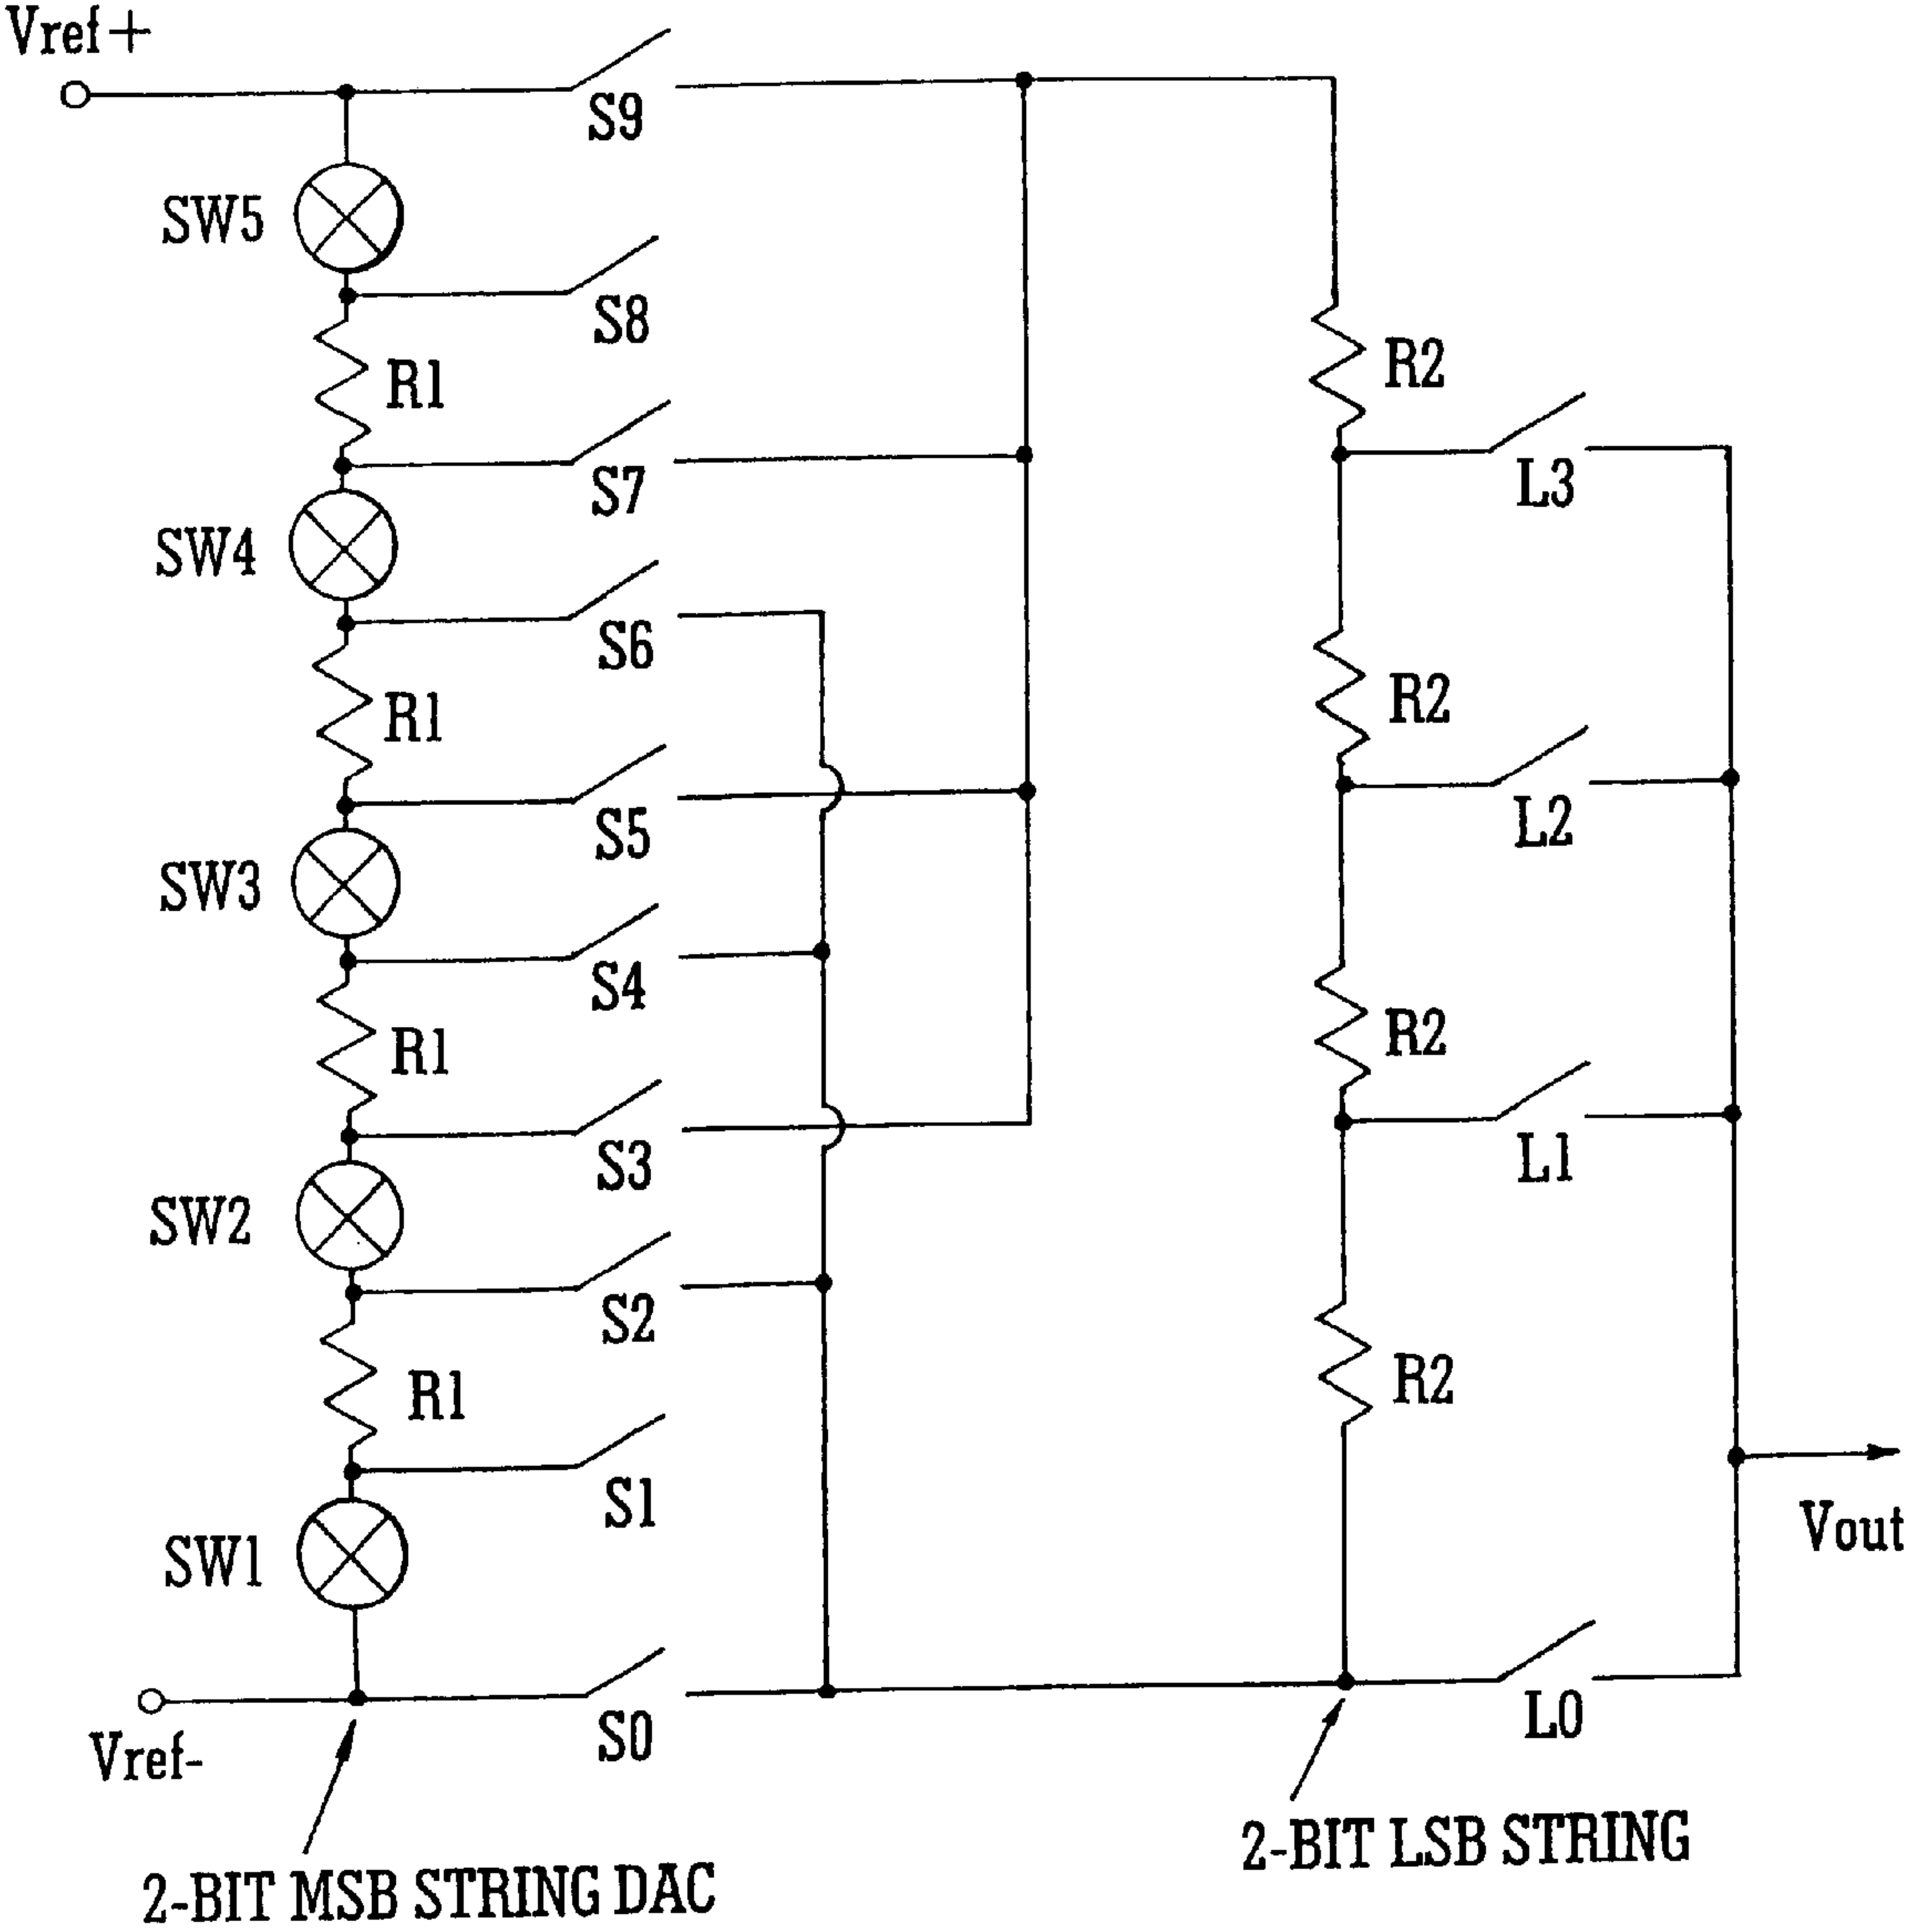 Vref+
S9
SW5
S8
R1
R2
S7
L3
SW4
S6
R1
R2
S5
L2
SW3
S4
R1
R2
S3
L1
SW2
S2
R1
R2
S1
Vout
SW1
S0
L0
Vref-
2-BIT LSB STRING
2-BIT MSB STRING DAC